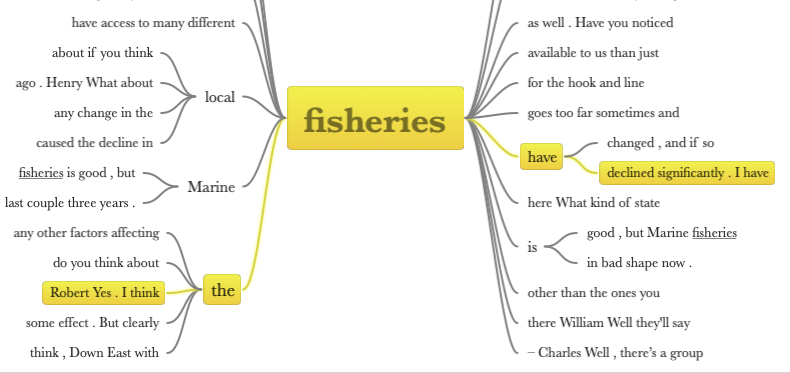 have access to many different
about if you think
ago . Henry What about
any change in the
caused the decline in
local
fisheries is good , but
last couple three years .
Marine
any other factors affecting
do you think about
Robert Yes . I think
some effect . But clearly
think , Down East with
the
fisheries
as well . Have you noticed
available to us than just
for the hook and line
goes too far sometimes and
have
changed , and if so
declined significantly . I have
here What kind of state
is
good , but Marine fisheries
in bad shape now .
other than the ones you
there William Well they'll say
– Charles Well , there's a group